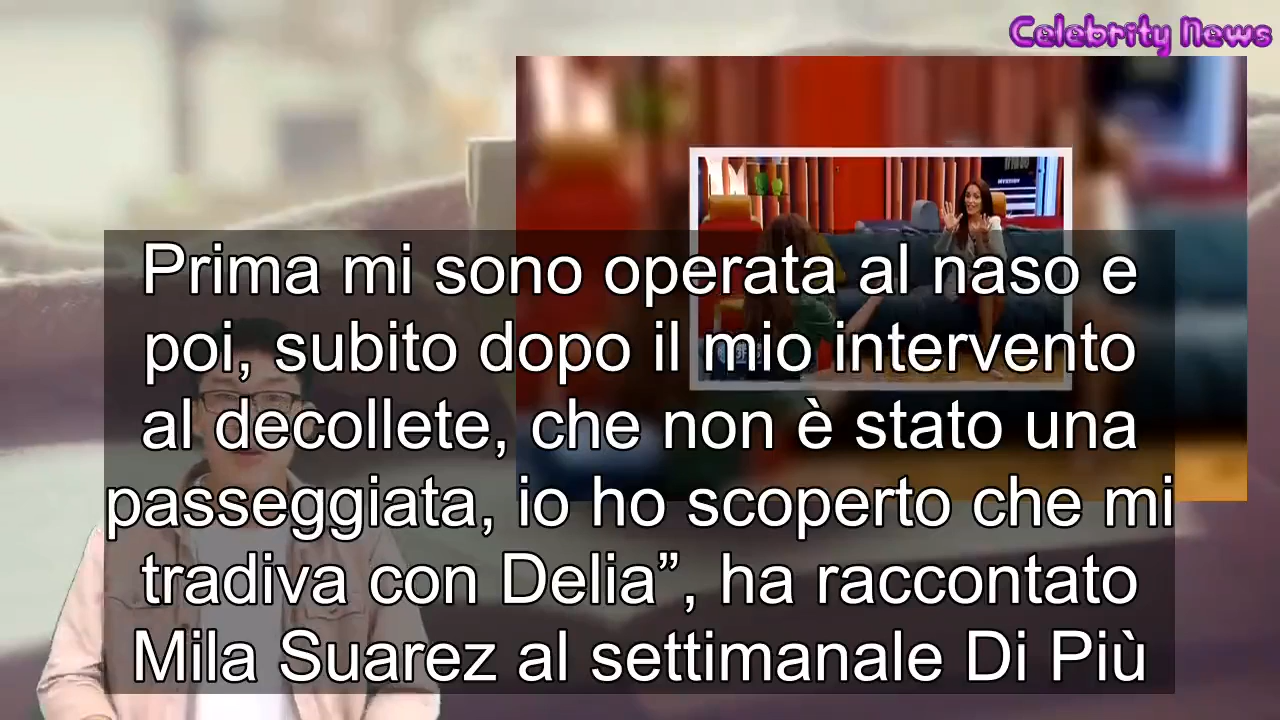 Celebrity News
Prima mi sono operata al naso e
poi, subito dopo il mio intervento
al decollete, che non è stato una
passeggiata, io ho scoperto che mi
tradiva con Delia”, ha raccontato
Mila Suarez al settimanale Di Più